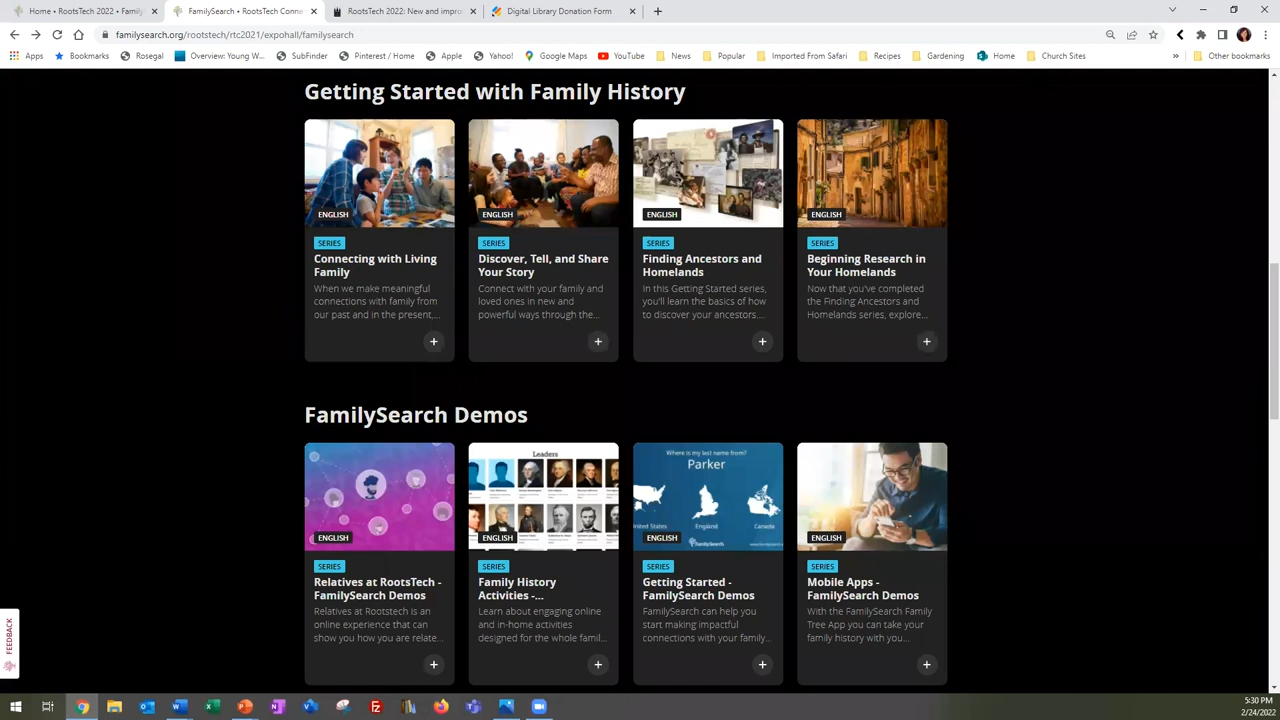 Home • RootsTech 2022 • Family
FamilySearch • RootsTech Conne
RootsTech 2022: New and impro
Digital Library Donation Form
familysearch.org/rootstech/rtc2021/expohall/familysearch
Apps
Bookmarks
Rosegal
Overview: Young W...
SubFinder
Pinterest / Home
Apple
Yahoo!
Google Maps
YouTube
News
Popular
Imported From Safari
Recipes
Gardening
Home
Church Sites
»
Other bookmarks
Getting Started with Family History
ENGLISH
ENGLISH
ENGLISH
ENGLISH
SERIES
Connecting with Living
Family
When we make meaningful
connections with family from
our past and in the present,...
+
SERIES
Discover, Tell, and Share
Your Story
Connect with your family and
loved ones in new and
powerful ways through the...
+
SERIES
Finding Ancestors and
Homelands
In this Getting Started series,
you'll learn the basics of how
to discover your ancestors....
+
SERIES
Beginning Research in
Your Homelands
Now that you've completed
the Finding Ancestors and
Homelands series, explore...
+
FamilySearch Demos
ENGLISH
Leaders
ENGLISH
Where is my last name from?
Parker
United States
England
Canada
FamilySearch
ENGLISH
ENGLISH
SERIES
Relatives at RootsTech -
FamilySearch Demos
Relatives at Rootstech is an
online experience that can
show you how you are relate...
+
SERIES
Family History
Activities -...
Learn about engaging online
and in-home activities
designed for the whole famil...
+
SERIES
Getting Started -
FamilySearch Demos
FamilySearch can help you
start making impactful
connections with your family...
+
SERIES
Mobile Apps -
FamilySearch Demos
With the FamilySearch Family
Tree App you can take your
family history with you...
+
FEEDBACK
5:30 PM
2/24/2022